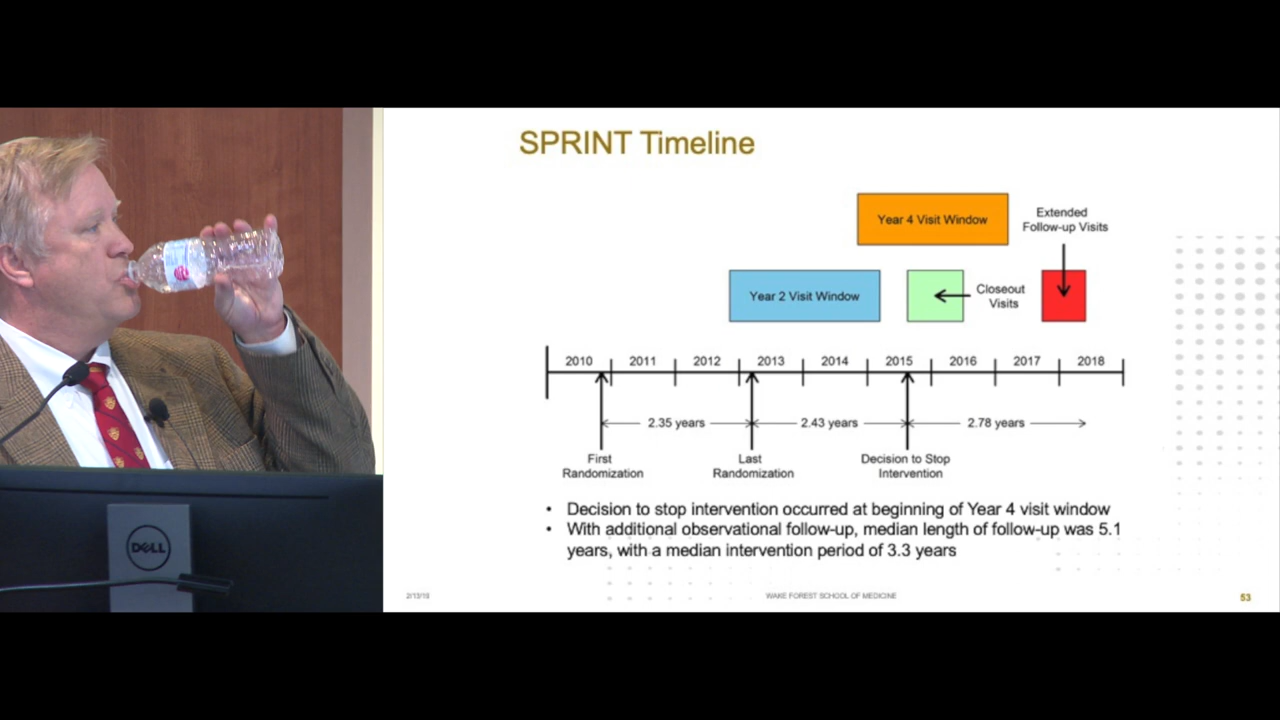 SPRINT Timeline
Year 4 Visit Window
Extended
Follow-up Visits
Year 2 Visit Window
Closeout
Visits
2010 2011 2012 2013 2014 2015 2016 2017 2018
2.35 years 2.43 years 2.78 years
First
Randomization
Last
Randomization
Decision to Stop
Intervention
• Decision to stop intervention occurred at beginning of Year 4 visit window
• With additional observational follow-up, median length of follow-up was 5.1
years, with a median intervention period of 3.3 years
DELL
WAKE FOREST SCHOOL OF MEDICINE
53